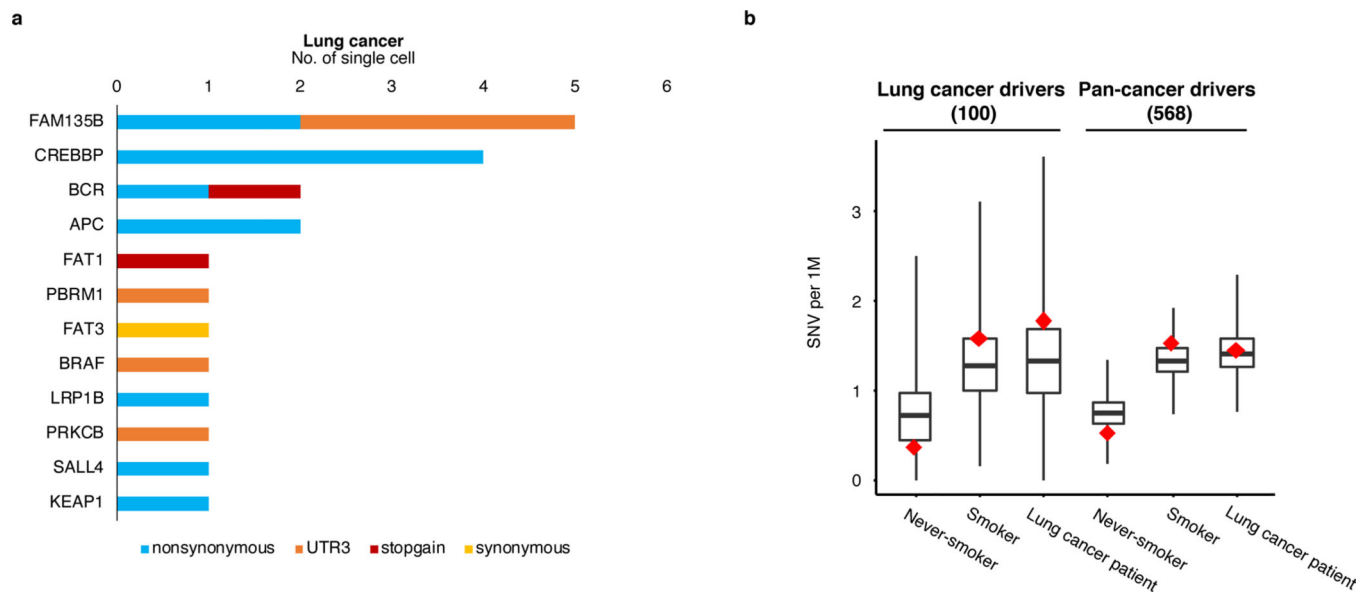 a
Lung cancer
No. of single cell
0 1 2 3 4 5 6
FAM135B
CREBBP
BCR
APC
FAT1
PBRM1
FAT3
BRAF
LRP1B
PRKCB
SALL4
KEAP1
nonsynonymous UTR3 stopgain synonymous
b
Lung cancer drivers
(100)
Pan-cancer drivers
(568)
SNV per 1M
3
2
1
0
Never-smoker
Smoker
Lung cancer patient
Never-smoker
Smoker
Lung cancer patient